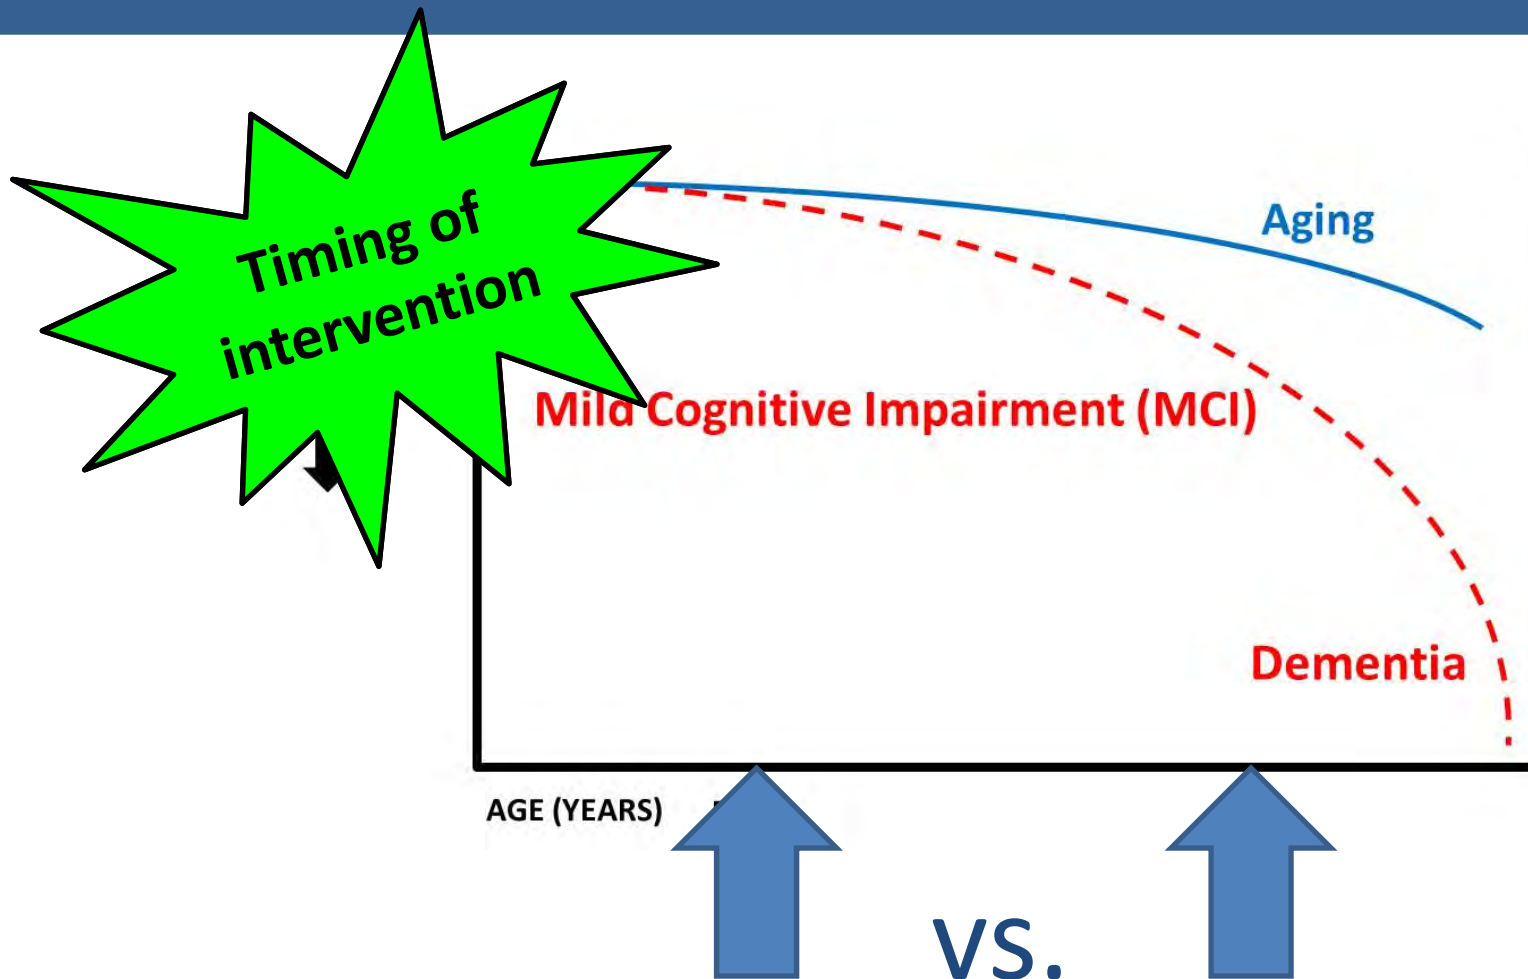 Timing of
intervention
Aging
Mild Cognitive Impairment (MCI)
Dementia
AGE (YEARS)
vs.